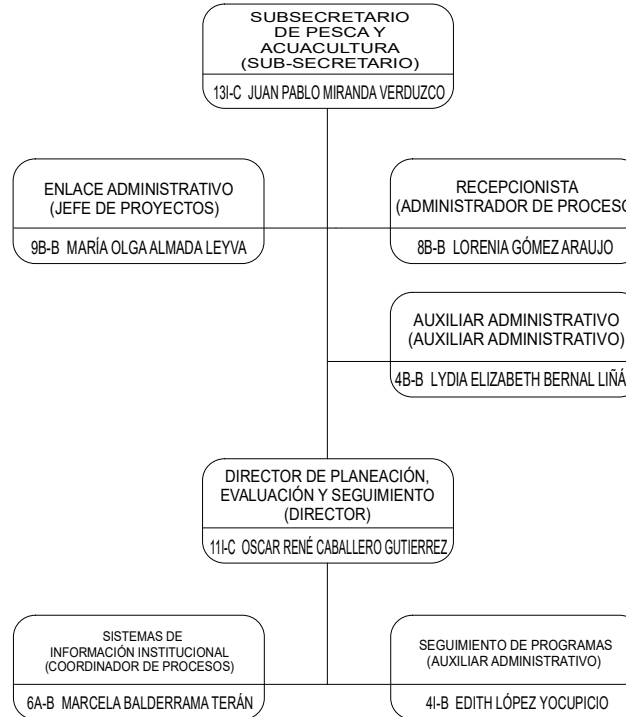 SUBSECRETARIO
DE PESCA Y
ACUACULTURA
(SUB-SECRETARIO)
13I-C JUAN PABLO MIRANDA VERDUZCO
ENLACE ADMINISTRATIVO
(JEFE DE PROYECTOS)
9B-B MARÍA OLGA ALMADA LEYVA
RECEPCIONISTA
(ADMINISTRADOR DE PROCESO
8B-B LORENIA GÓMEZ ARAUJO
AUXILIAR ADMINISTRATIVO
(AUXILIAR ADMINISTRATIVO)
4B-B LYDIA ELIZABETH BERNAL LIÑÁ
DIRECTOR DE PLANEACIÓN,
EVALUACIÓN Y SEGUIMIENTO
(DIRECTOR)
11I-C OSCAR RENÉ CABALLERO GUTIERREZ
SISTEMAS DE
INFORMACIÓN INSTITUCIONAL
(COORDINADOR DE PROCESOS)
6A-B MARCELA BALDERRAMA TERÁN
SEGUIMIENTO DE PROGRAMAS
(AUXILIAR ADMINISTRATIVO)
4I-B EDITH LÓPEZ YOCUPICIO